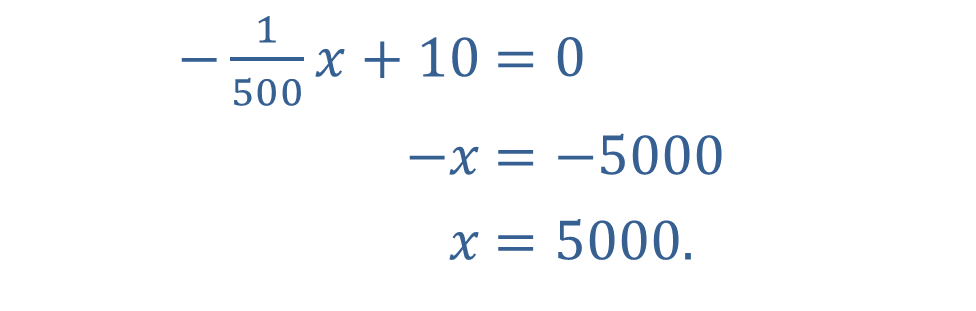 −1/500 x + 10 = 0
−x = −5000
x = 5000.